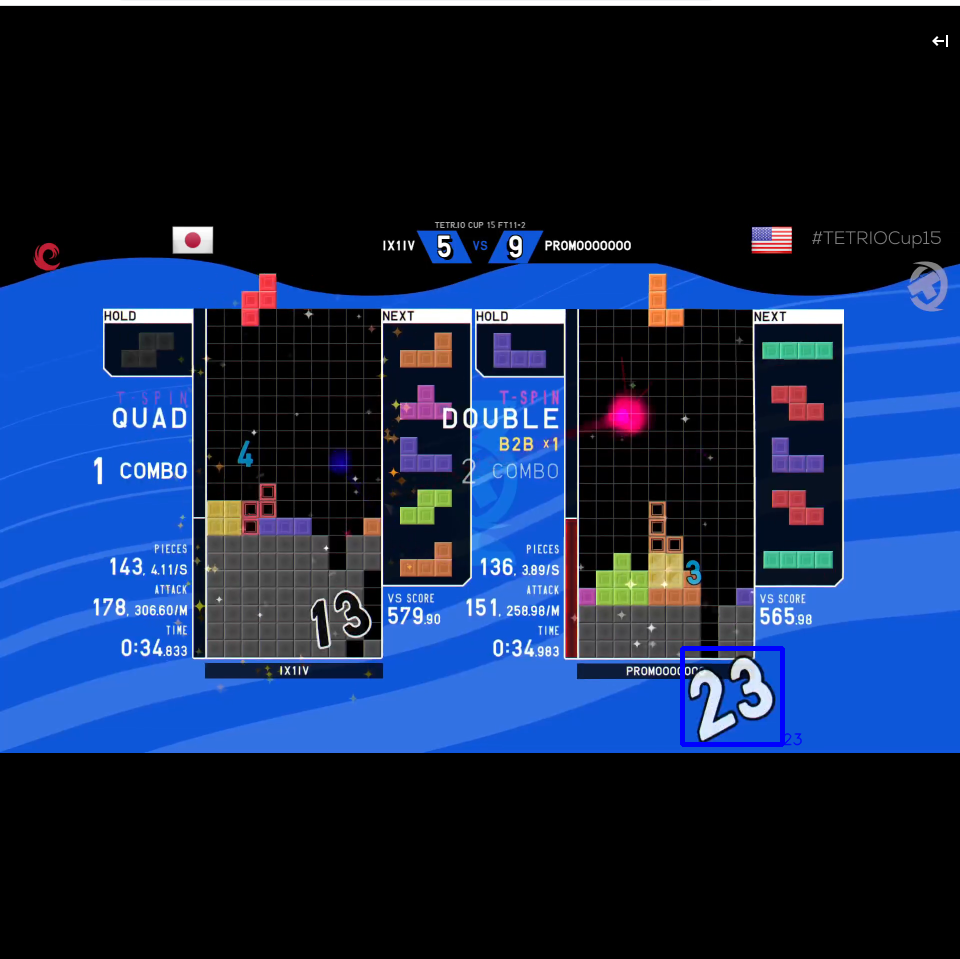 TETR.IO CUP 15 FT11-2
IX1IV 5 VS 9 PROMOOOOOOO
#TETRIOCup15
HOLD
NEXT
HOLD
NEXT
T-SPIN
QUAD
1 COMBO
4
T-SPIN
DOUBLE
B2B x1
2 COMBO
3
PIECES
143, 4.11/S
ATTACK
178, 306.60/M
TIME
0:34.833
13
VS SCORE
579.90
PIECES
136, 3.89/S
ATTACK
151, 258.98/M
TIME
0:34.983
VS SCORE
565.98
IX1IV
PROMOOOOOOO
23
23